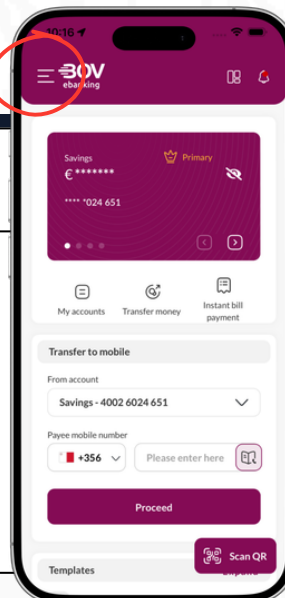 10:16
BOV
ebanking
Savings
Primary
€ *******
**** *024 651
My accounts
Transfer money
Instant bill
payment
Transfer to mobile
From account
Savings - 4002 6024 651
Payee mobile number
+356
Please enter here
Proceed
Scan QR
Templates